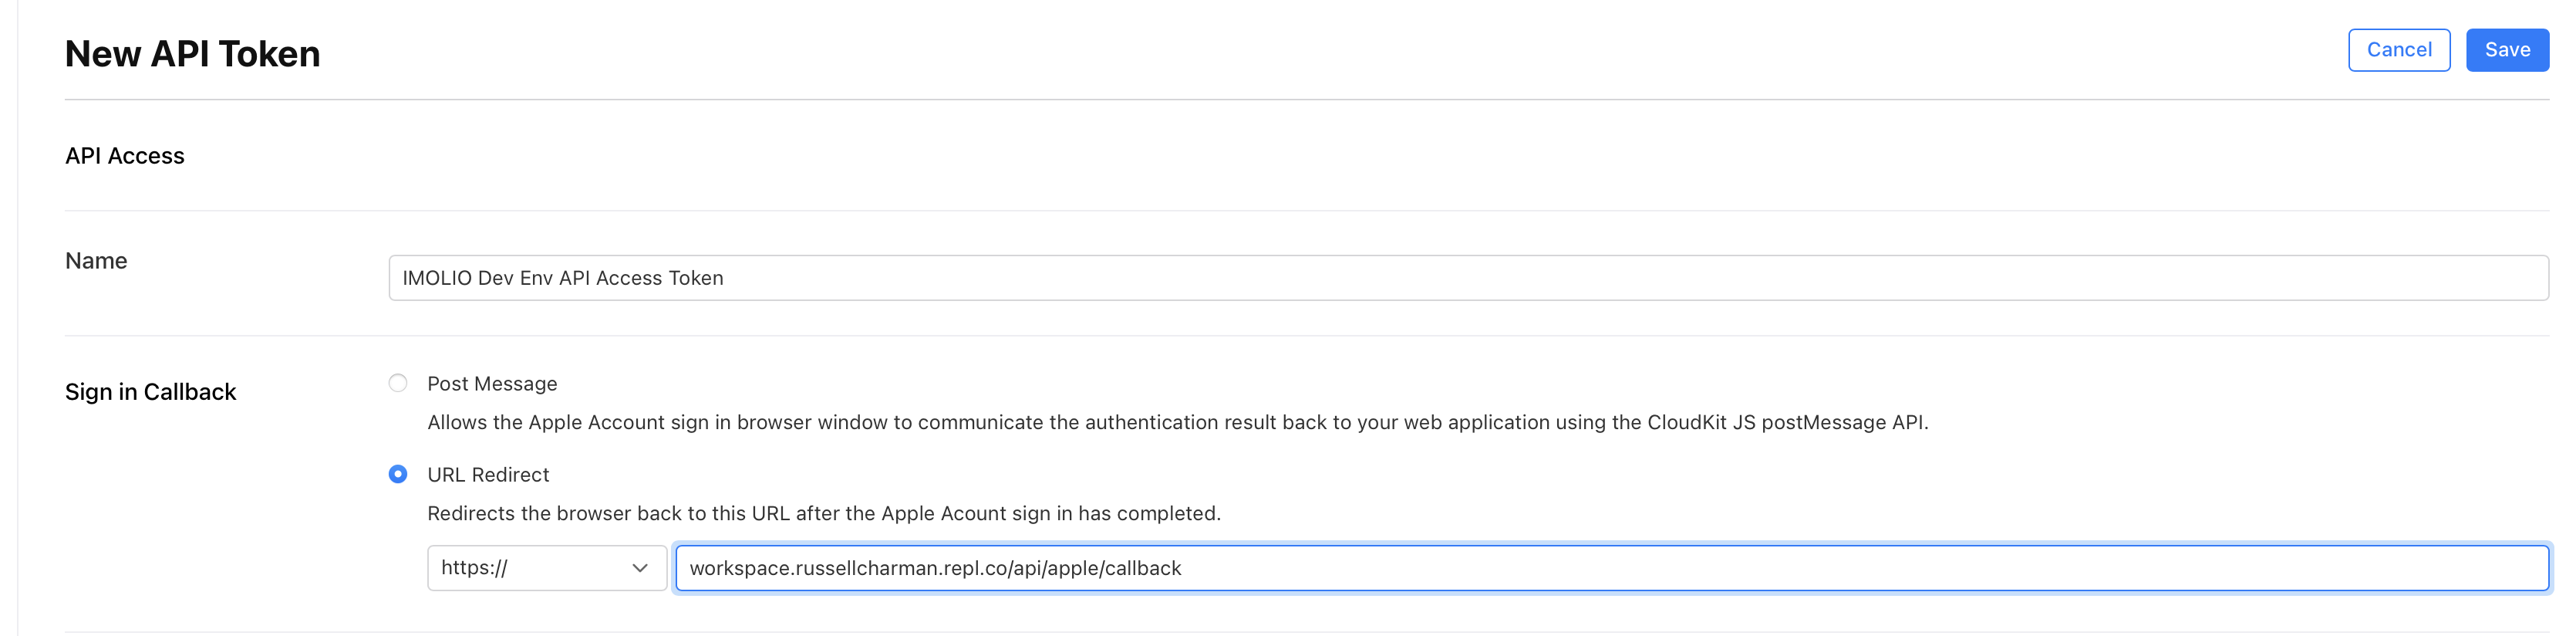 New API Token
Cancel
Save
API Access
Name
IMOLIO Dev Env API Access Token
Sign in Callback
Post Message
Allows the Apple Account sign in browser window to communicate the authentication result back to your web application using the CloudKit JS postMessage API.
URL Redirect
Redirects the browser back to this URL after the Apple Acount sign in has completed.
https://
workspace.russellcharman.repl.co/api/apple/callback